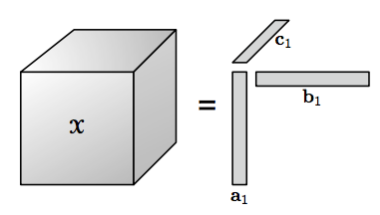 c₁
x =
b₁
a₁